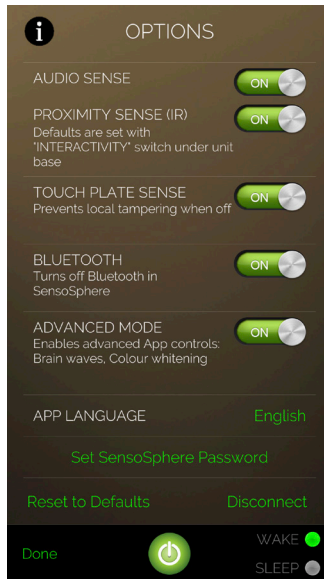 i
OPTIONS
AUDIO SENSE
ON
PROXIMITY SENSE (IR)
ON
Defaults are set with
"INTERACTIVITY" switch under unit
base
TOUCH PLATE SENSE
ON
Prevents local tampering when off
BLUETOOTH
ON
Turns off Bluetooth in
SensoSphere
ADVANCED MODE
ON
Enables advanced App controls:
Brain waves, Colour whitening
APP LANGUAGE English
Set SensoSphere Password
Reset to Defaults Disconnect
Done
WAKE
SLEEP